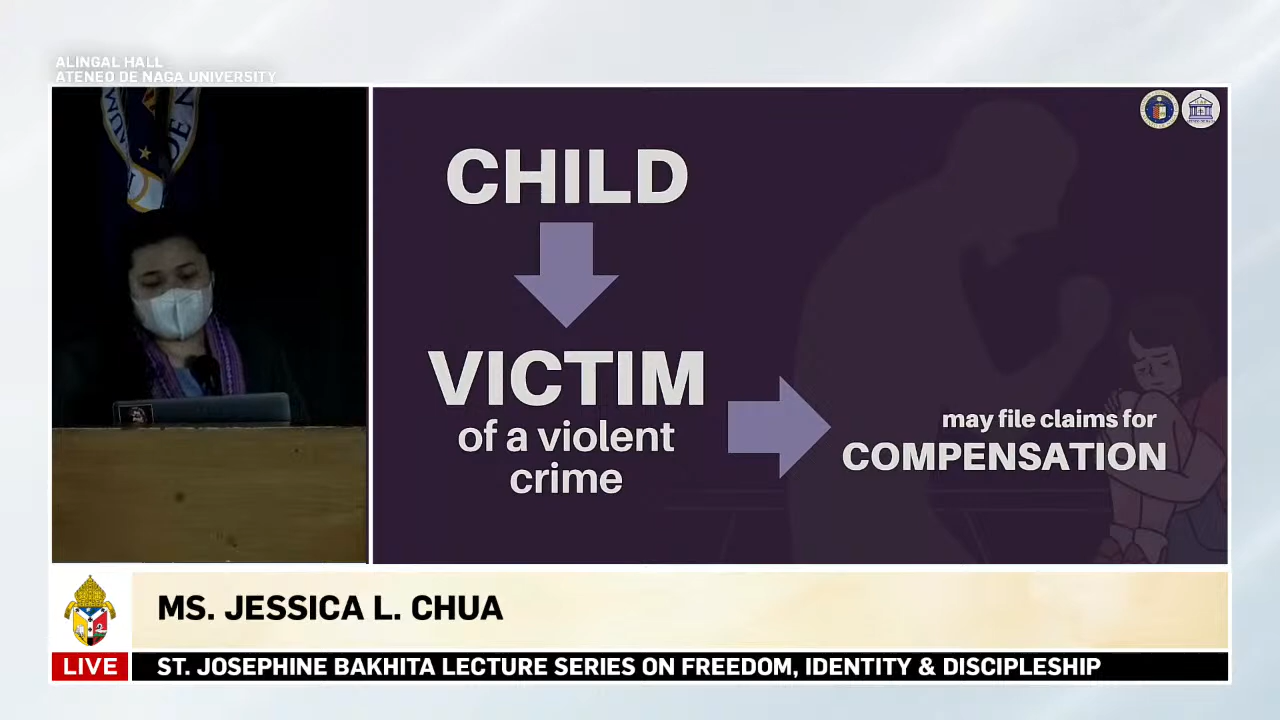 ALINGAL HALL
ATENEO DE NAGA UNIVERSITY
CHILD
VICTIM
of a violent
crime
may file claims for
COMPENSATION
MS. JESSICA L. CHUA
LIVE
ST. JOSEPHINE BAKHITA LECTURE SERIES ON FREEDOM, IDENTITY & DISCIPLESHIP